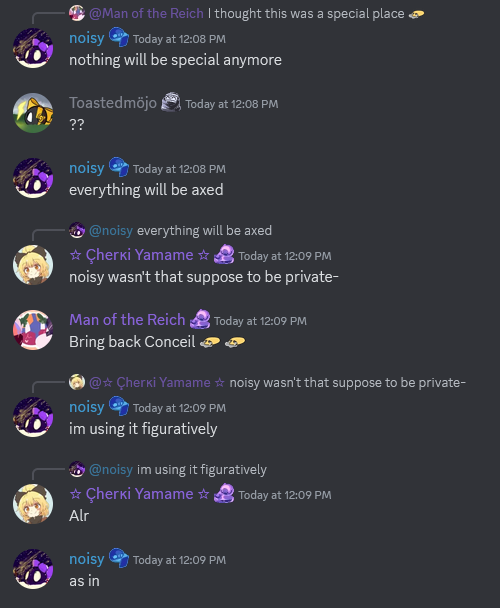 @Man of the Reich I thought this was a special place
noisy Today at 12:08 PM
nothing will be special anymore
Toastedmöjo Today at 12:08 PM
??
noisy Today at 12:08 PM
everything will be axed
@noisy everything will be axed
☆ Çherкi Yamame ☆ Today at 12:09 PM
noisy wasn't that suppose to be private-
Man of the Reich Today at 12:09 PM
Bring back Conceil
@☆ Çherкi Yamame ☆ noisy wasn't that suppose to be private-
noisy Today at 12:09 PM
im using it figuratively
@noisy im using it figuratively
☆ Çherкi Yamame ☆ Today at 12:09 PM
Alr
noisy Today at 12:09 PM
as in